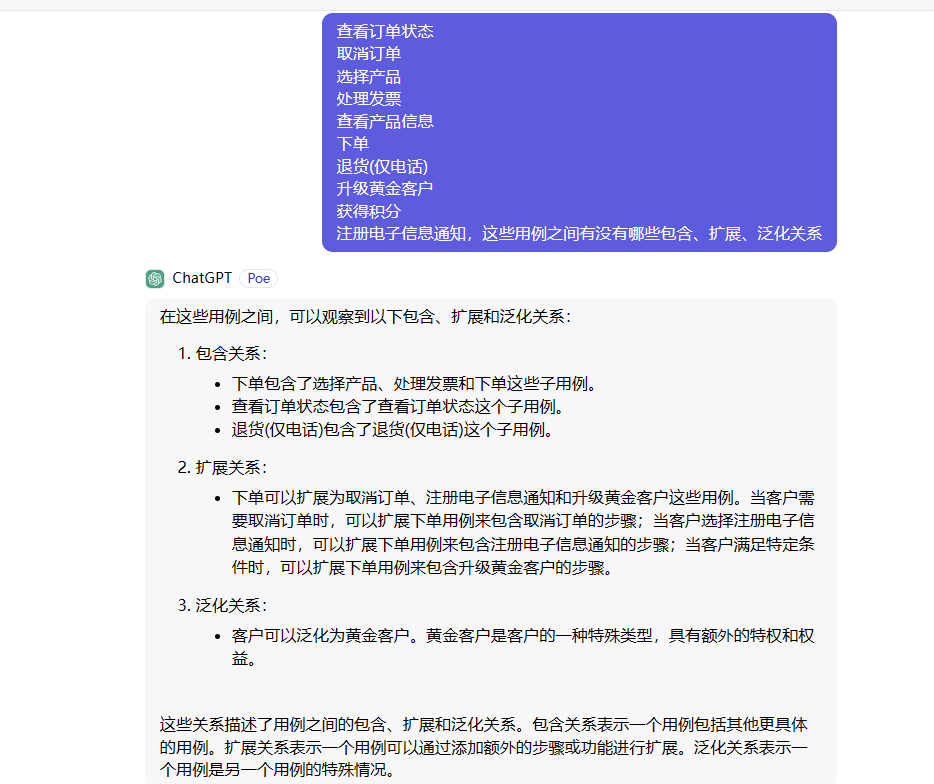 查看订单状态
取消订单
选择产品
处理发票
查看产品信息
下单
退货(仅电话)
升级黄金客户
获得积分
注册电子信息通知，这些用例之间有没有哪些包含、扩展、泛化关系
ChatGPT Poe
在这些用例之间，可以观察到以下包含、扩展和泛化关系：
1. 包含关系：
• 下单包含了选择产品、处理发票和下单这些子用例。
• 查看订单状态包含了查看订单状态这个子用例。
• 退货(仅电话)包含了退货(仅电话)这个子用例。
2. 扩展关系：
• 下单可以扩展为取消订单、注册电子信息通知和升级黄金客户这些用例。当客户需
要取消订单时，可以扩展下单用例来包含取消订单的步骤；当客户选择注册电子信
息通知时，可以扩展下单用例来包含注册电子信息通知的步骤；当客户满足特定条
件时，可以扩展下单用例来包含升级黄金客户的步骤。
3. 泛化关系：
• 客户可以泛化为黄金客户。黄金客户是客户的一种特殊类型，具有额外的特权和权
益。
这些关系描述了用例之间的包含、扩展和泛化关系。包含关系表示一个用例包括其他更具体
的用例。扩展关系表示一个用例可以通过添加额外的步骤或功能进行扩展。泛化关系表示一
个用例是另一个用例的特殊情况。